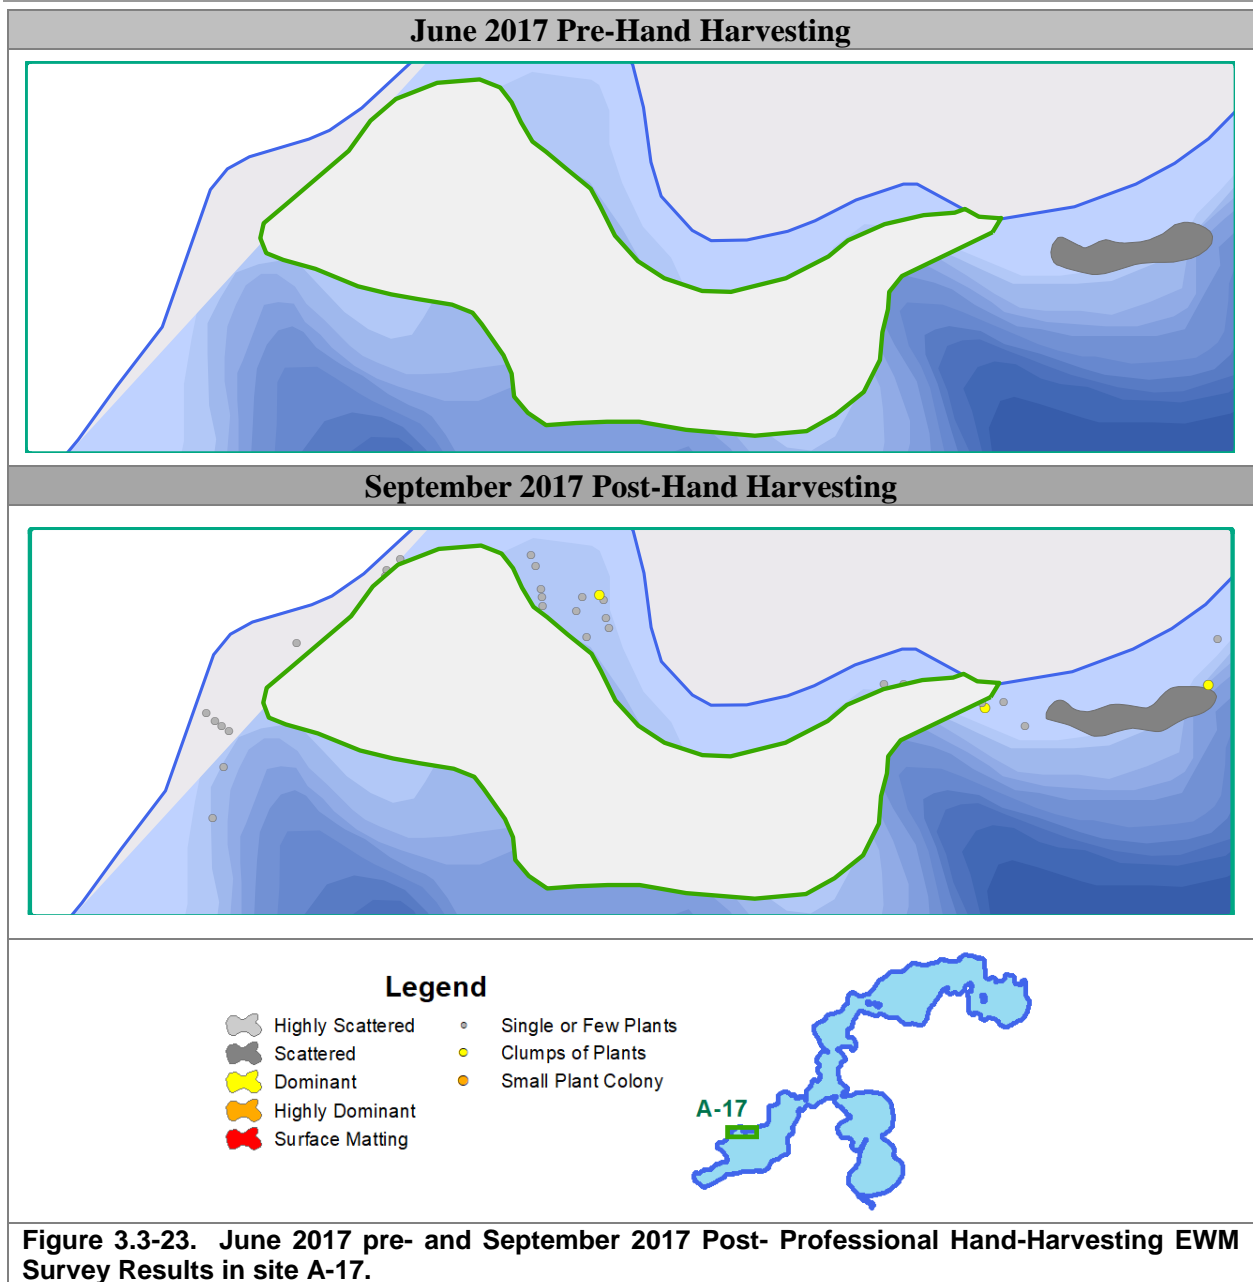 June 2017 Pre-Hand Harvesting
September 2017 Post-Hand Harvesting
Legend
Highly Scattered
Scattered
Dominant
Highly Dominant
Surface Matting
Single or Few Plants
Clumps of Plants
Small Plant Colony
A-17
Figure 3.3-23. June 2017 pre- and September 2017 Post- Professional Hand-Harvesting EWM
Survey Results in site A-17.